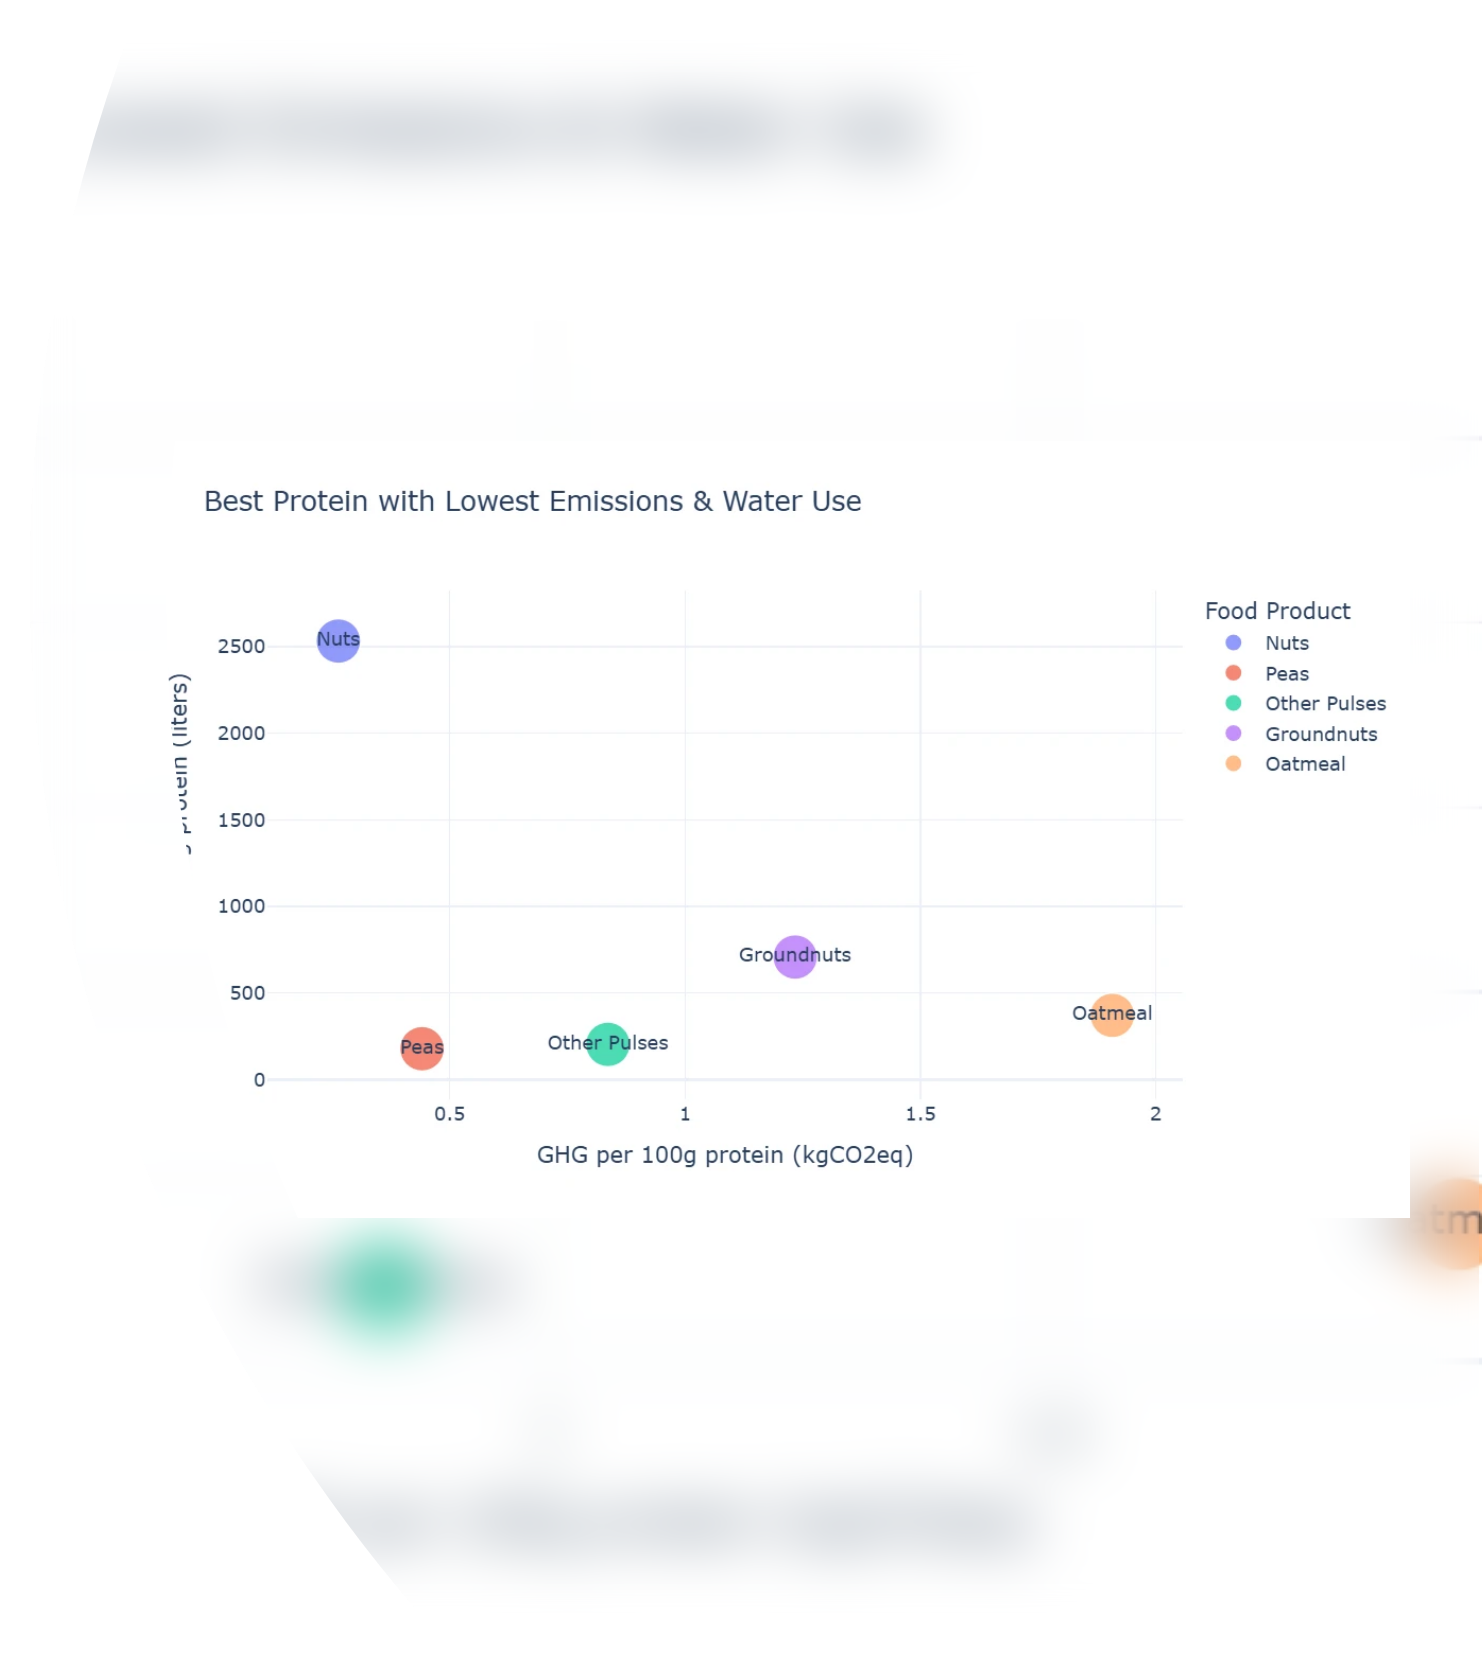 Best Protein with Lowest Emissions & Water Use
protein (liters)
2500
2000
1500
1000
500
0
Nuts
Peas
Other Pulses
Groundnuts
Oatmeal
0.5
1
1.5
2
GHG per 100g protein (kgCO2eq)
Food Product
Nuts
Peas
Other Pulses
Groundnuts
Oatmeal